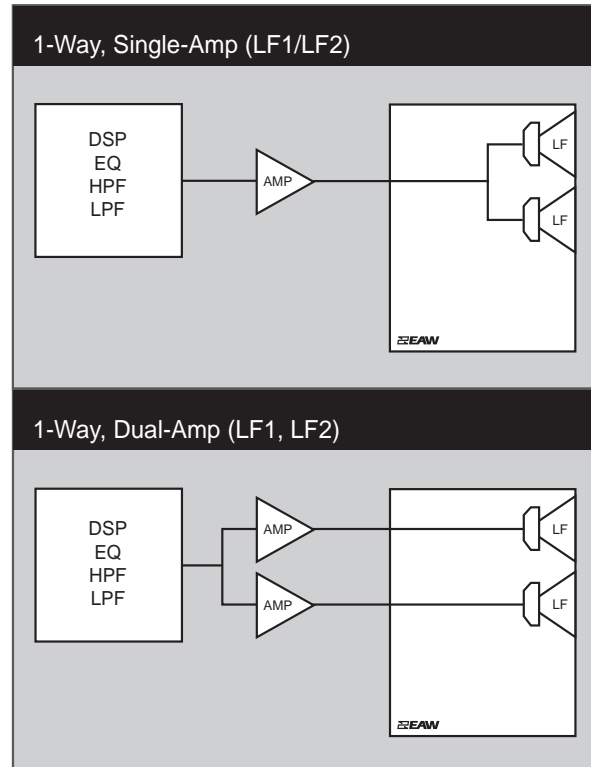 1-Way, Single-Amp (LF1/LF2)
DSP
EQ
HPF
LPF
AMP
LF
LF
EAW
1-Way, Dual-Amp (LF1, LF2)
DSP
EQ
HPF
LPF
AMP
AMP
LF
LF
EAW